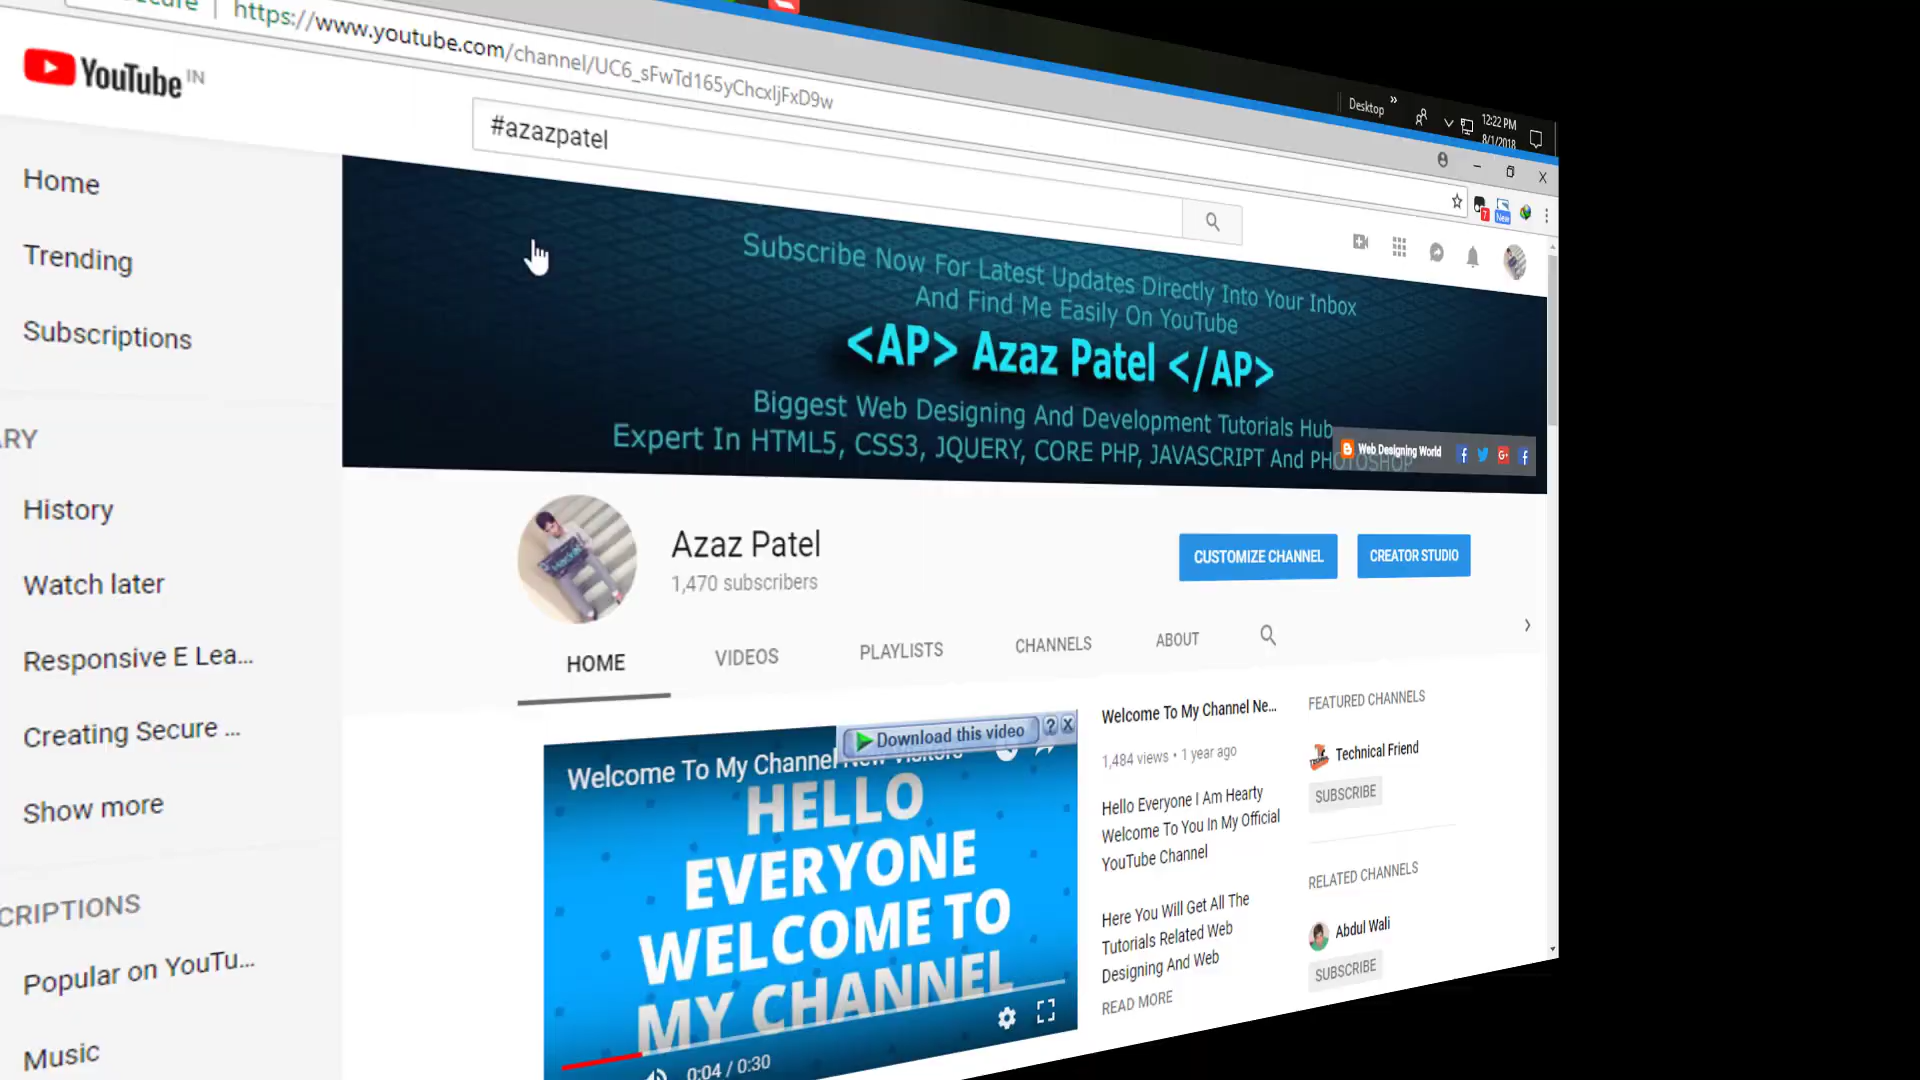 https://www.youtube.com/channel/UC6_sFwTd165yChcxIjFxD9w
Desktop »
12:22 PM
8/1/2018
YouTube IN
#azazpatel
7
New
Home
Trending
Subscriptions
ARY
History
Watch later
Responsive E Lea...
Creating Secure ...
Show more
CRIPTIONS
Popular on YouTu...
Music
Subscribe Now For Latest Updates Directly Into Your Inbox
And Find Me Easily On YouTube
<AP> Azaz Patel </AP>
Biggest Web Designing And Development Tutorials Hub
Expert In HTML5, CSS3, JQUERY, CORE PHP, JAVASCRIPT And PHOTOSHOP
Web Designing World
Azaz Patel
1,470 subscribers
CUSTOMIZE CHANNEL
CREATOR STUDIO
HOME
VIDEOS
PLAYLISTS
CHANNELS
ABOUT
Download this video ? X
Welcome To My Channel New Visitors
HELLO
EVERYONE
WELCOME TO
MY CHANNEL
0:04 / 0:30
Welcome To My Channel Ne...
1,484 views • 1 year ago
Hello Everyone I Am Hearty
Welcome To You In My Official
YouTube Channel
Here You Will Get All The
Tutorials Related Web
Designing And Web
READ MORE
FEATURED CHANNELS
Technical Friend
SUBSCRIBE
RELATED CHANNELS
Abdul Wali
SUBSCRIBE